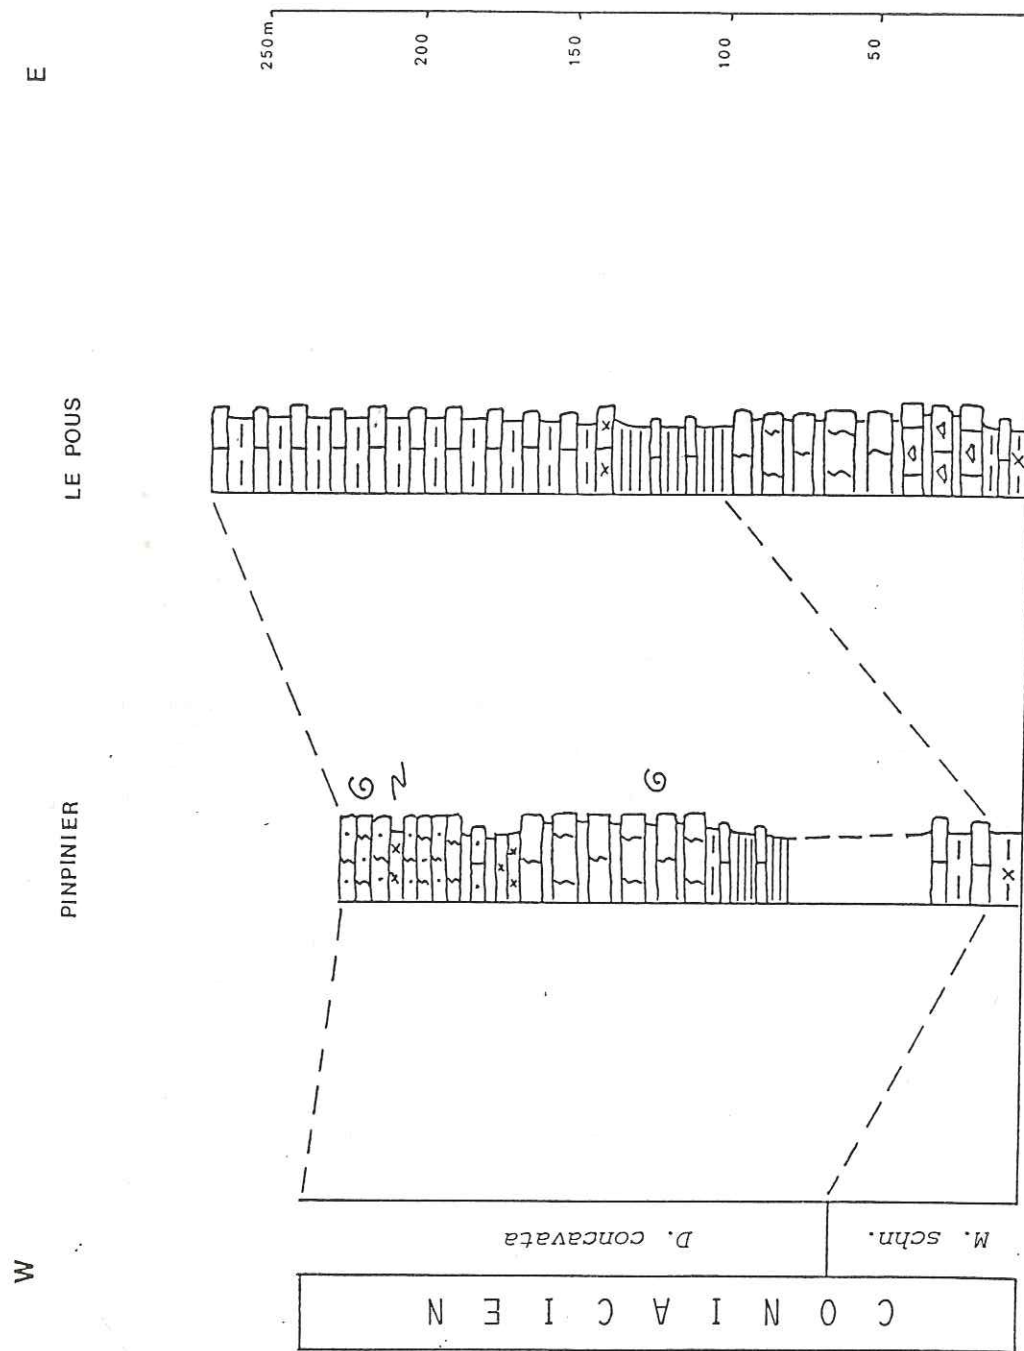 W
E
PINPINIER
LE POUS
250m
200
150
100
50
CONIACIEN
D. concavata
M. schn.